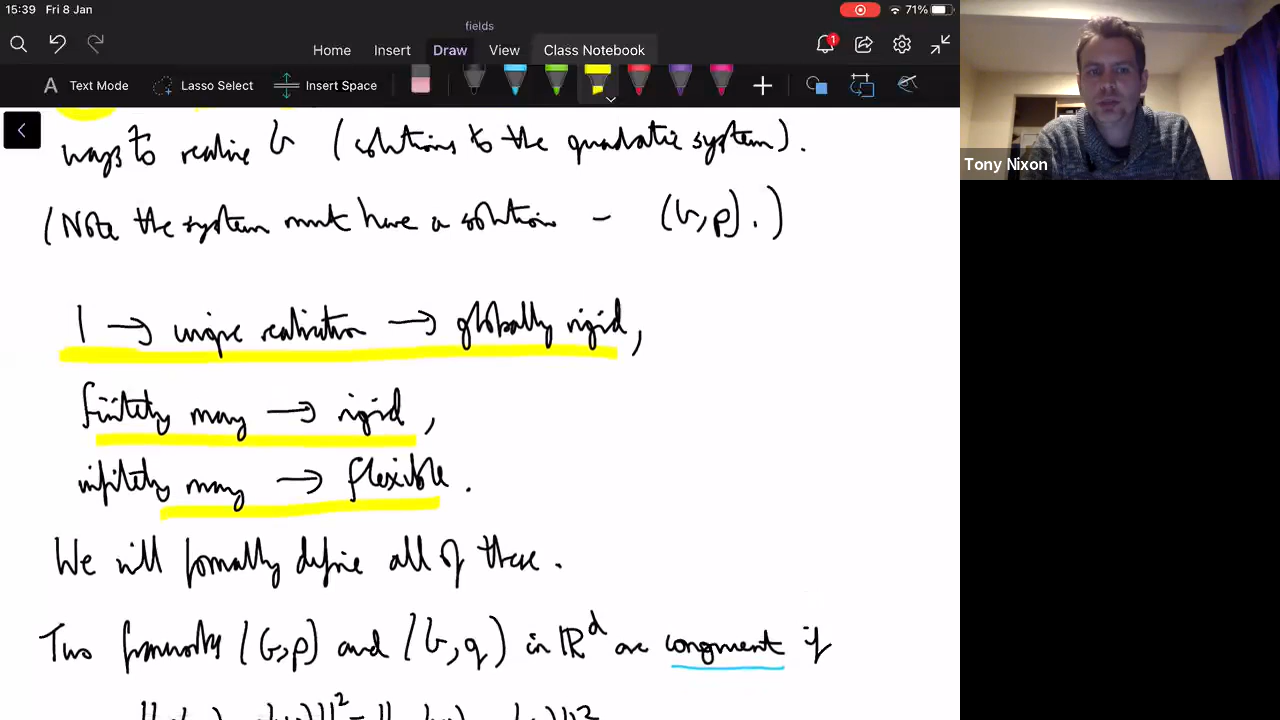 15:39 Fri 8 Jan
71%
fields
Home Insert Draw View Class Notebook
1
Text Mode Lasso Select Insert Space
ways to realise G (solutions to the quadratic system).
(Note the system must have a solution - (G,p).)
1 → unique realisation → globally rigid,
finitely many → rigid,
infinitely many → flexible.
We will formally define all of these.
Two frameworks (G,p) and (G,q) in ℝᵈ are congruent if
Tony Nixon